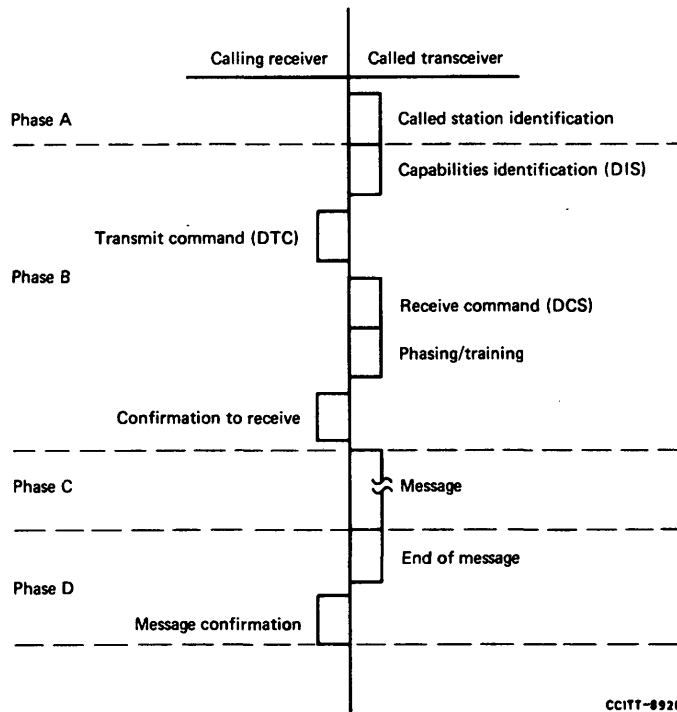 Calling receiver
Called transceiver
Phase A
Called station identification
Capabilities identification (DIS)
Transmit command (DTC)
Phase B
Receive command (DCS)
Phasing/training
Confirmation to receive
Phase C
Message
End of message
Phase D
Message confirmation